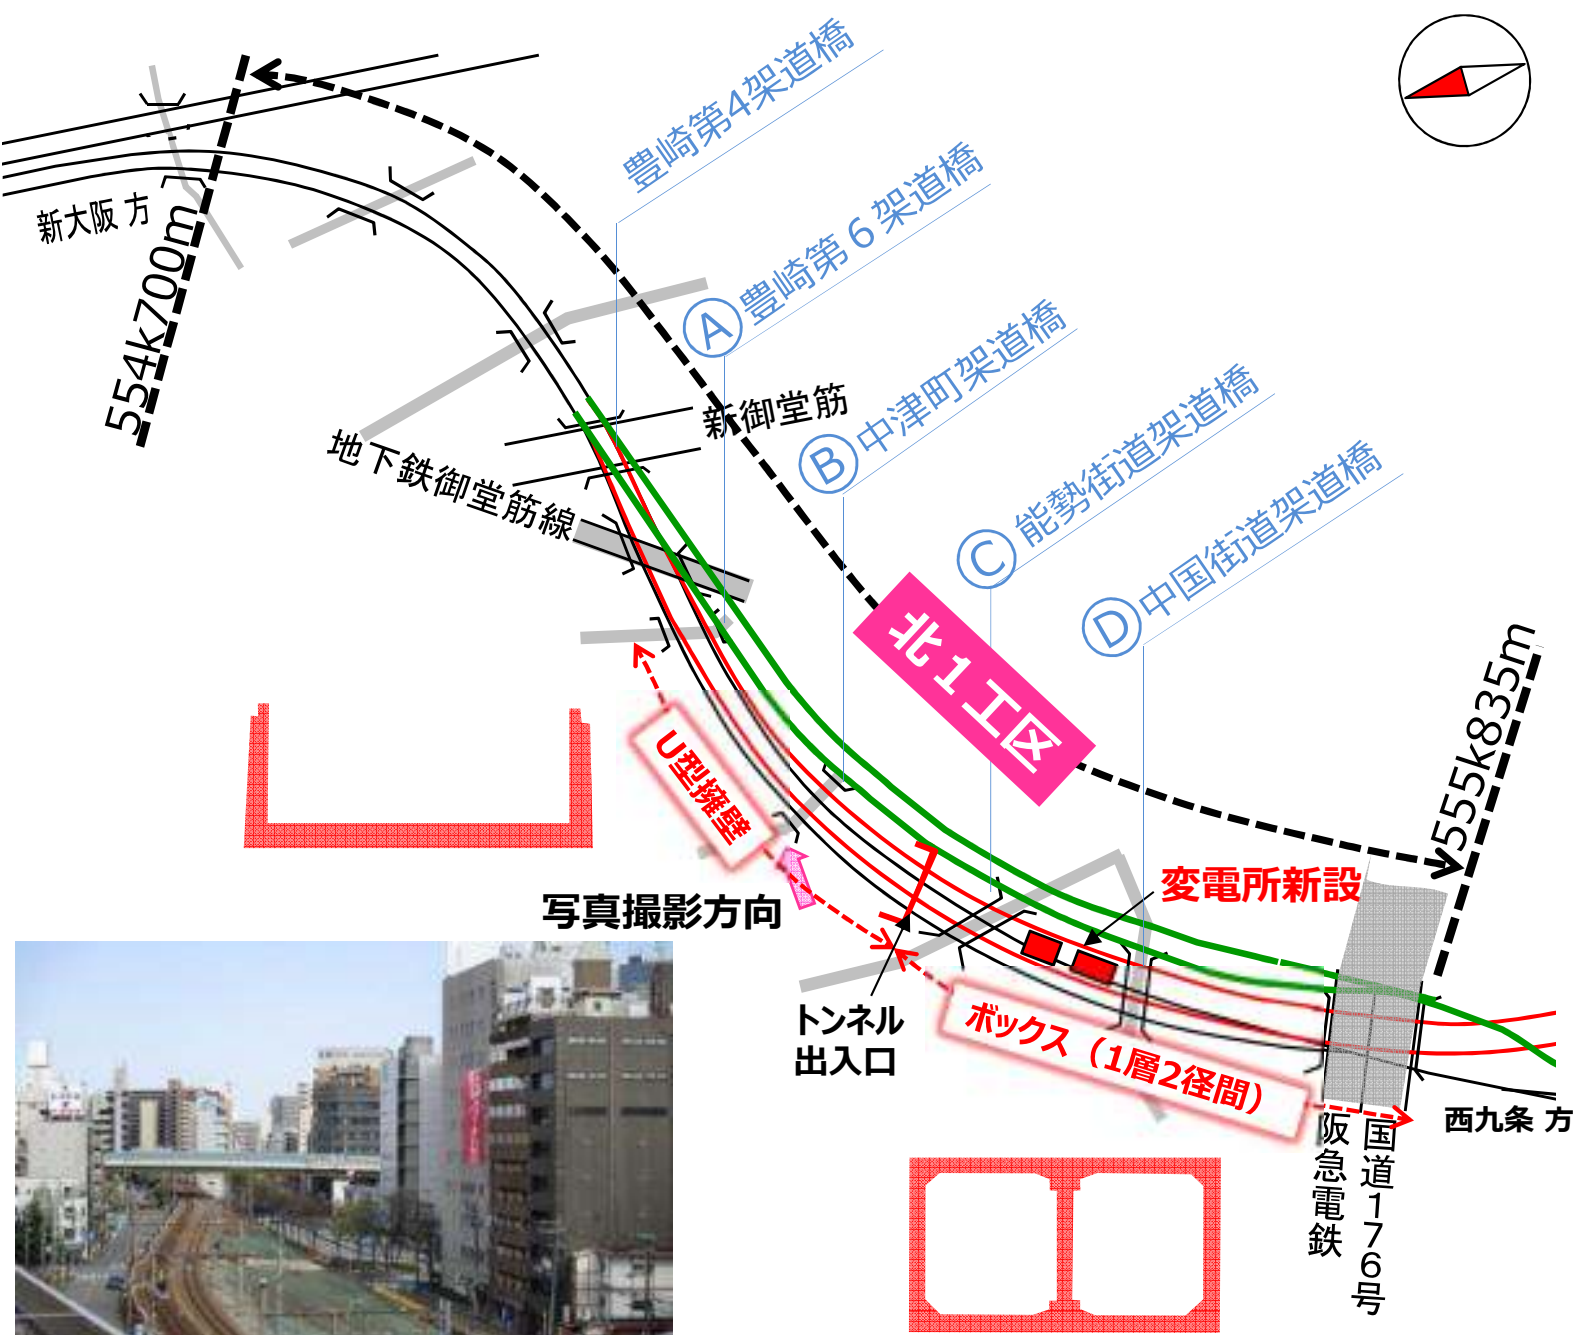 豊崎第4架道橋
Ⓐ豊崎第６架道橋
Ⓑ中津町架道橋
Ⓒ能勢街道架道橋
Ⓓ中国街道架道橋
新大阪 方
554k700m
新御堂筋
地下鉄御堂筋線
北１工区
555k835m
U型擁壁
変電所新設
写真撮影方向
トンネル
出入口
ボックス（1層2径間）
西九条 方
阪急電鉄
国道176号